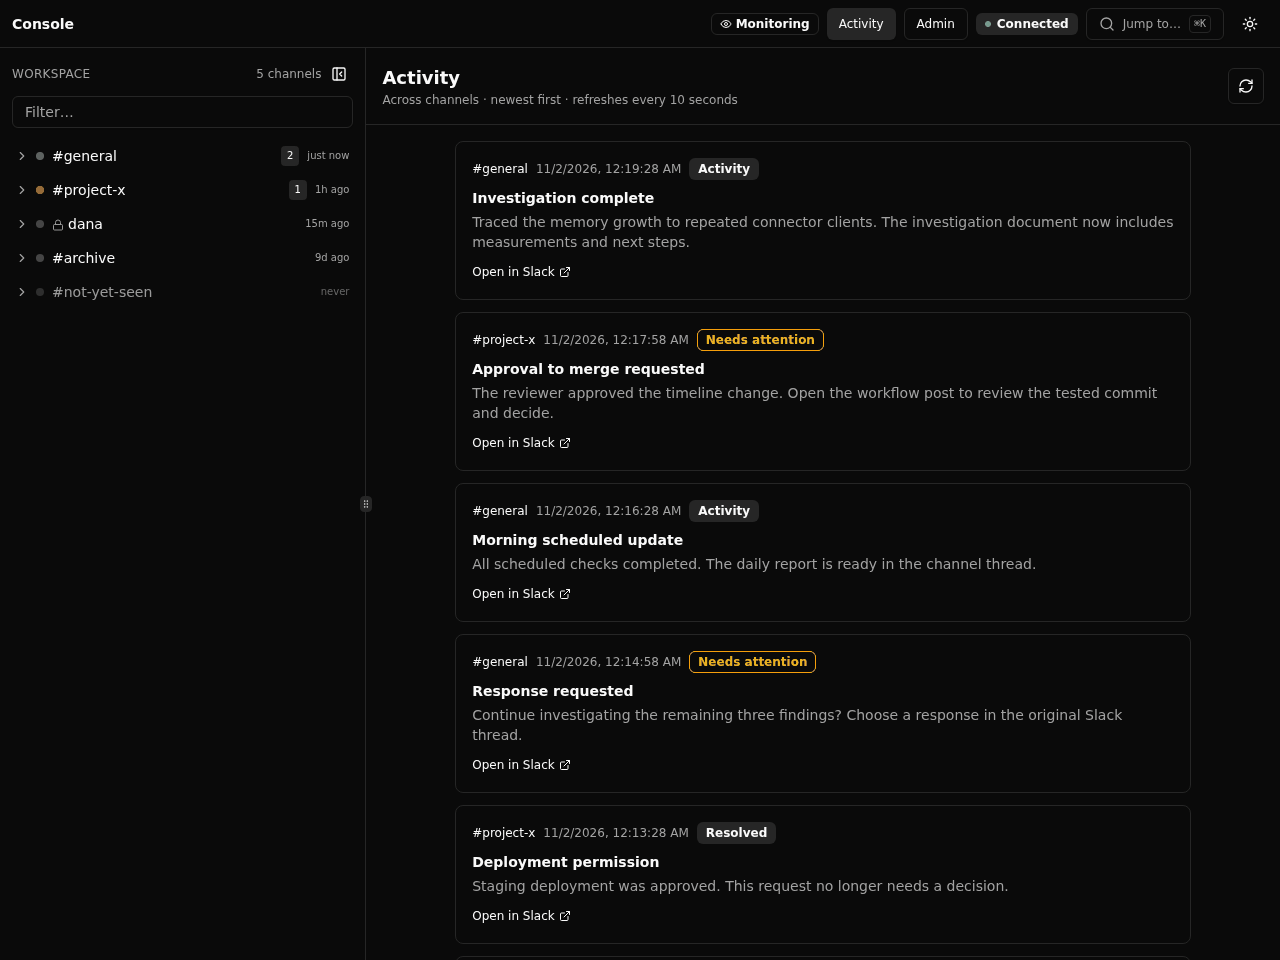 Console
Monitoring
Activity
Admin
Connected
Jump to… ⌘K
WORKSPACE
5 channels
Filter…
#general 2 just now
#project-x 1 1h ago
dana 15m ago
#archive 9d ago
#not-yet-seen never
Activity
Across channels · newest first · refreshes every 10 seconds
#general 11/2/2026, 12:19:28 AM Activity
Investigation complete
Traced the memory growth to repeated connector clients. The investigation document now includes
measurements and next steps.
Open in Slack
#project-x 11/2/2026, 12:17:58 AM Needs attention
Approval to merge requested
The reviewer approved the timeline change. Open the workflow post to review the tested commit
and decide.
Open in Slack
#general 11/2/2026, 12:16:28 AM Activity
Morning scheduled update
All scheduled checks completed. The daily report is ready in the channel thread.
Open in Slack
#general 11/2/2026, 12:14:58 AM Needs attention
Response requested
Continue investigating the remaining three findings? Choose a response in the original Slack
thread.
Open in Slack
#project-x 11/2/2026, 12:13:28 AM Resolved
Deployment permission
Staging deployment was approved. This request no longer needs a decision.
Open in Slack